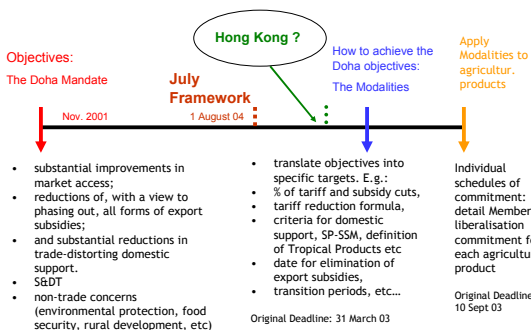 Hong Kong ?
Objectives:
The Doha Mandate
July
Framework
Nov. 2001
1 August 04
How to achieve the
Doha objectives:
The Modalities
Apply
Modalities to
agricultur.
products
• substantial improvements in
market access;
• reductions of, with a view to
phasing out, all forms of export
subsidies;
• and substantial reductions in
trade-distorting domestic
support.
• S&DT
• non-trade concerns
(environmental protection, food
security, rural development, etc)
• translate objectives into
specific targets. E.g.:
• % of tariff and subsidy cuts,
• tariff reduction formula,
• criteria for domestic
support, SP-SSM, definition
of Tropical Products etc
• date for elimination of
export subsidies,
• transition periods, etc…
Original Deadline: 31 March 03
Individual
schedules of
commitment:
detail Member
liberalisation
commitment
each
product
Original
10 Sept 03